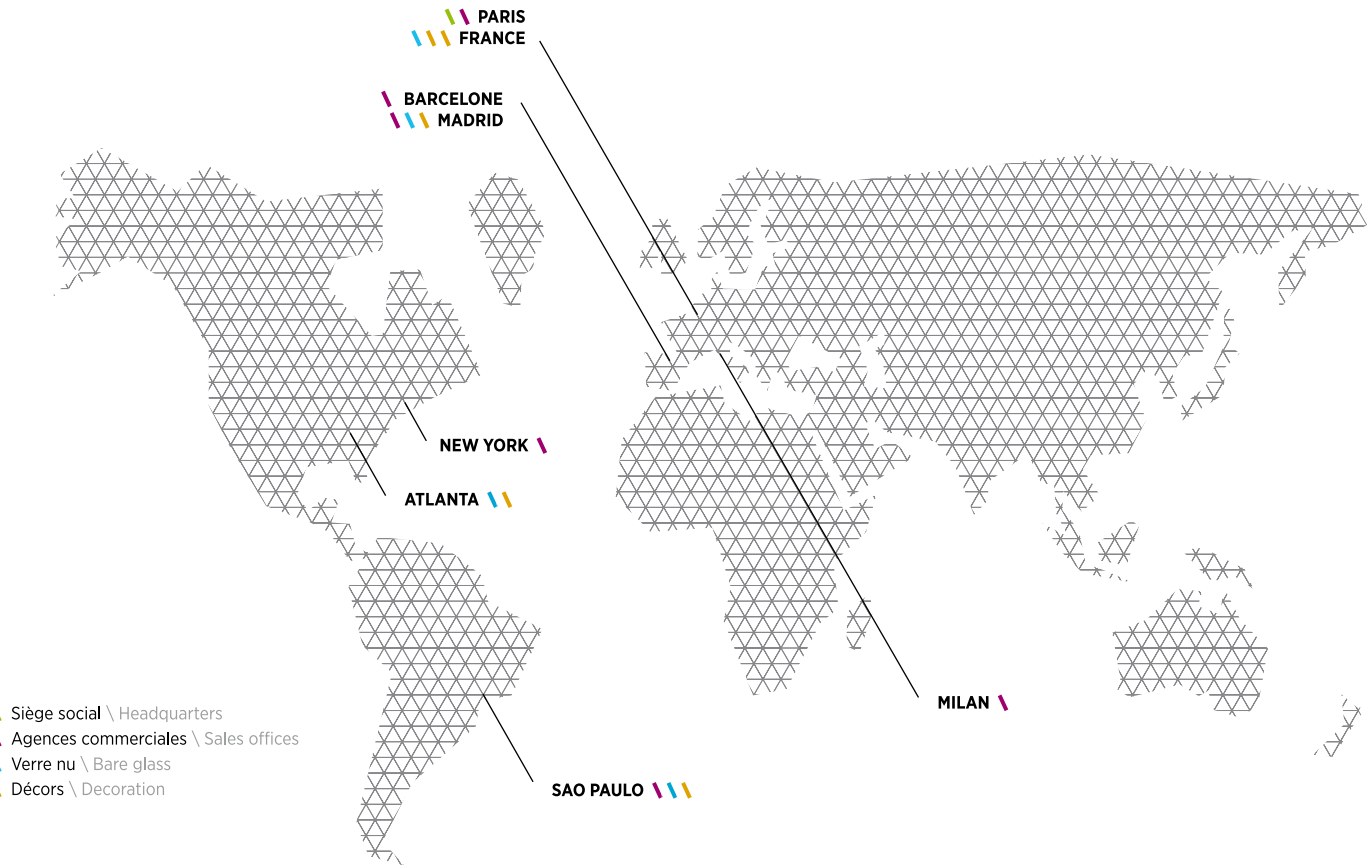 PARIS
FRANCE
BARCELONE
MADRID
NEW YORK
ATLANTA
MILAN
Siège social \ Headquarters
Agences commerciales \ Sales offices
Verre nu \ Bare glass
Décors \ Decoration
SAO PAULO